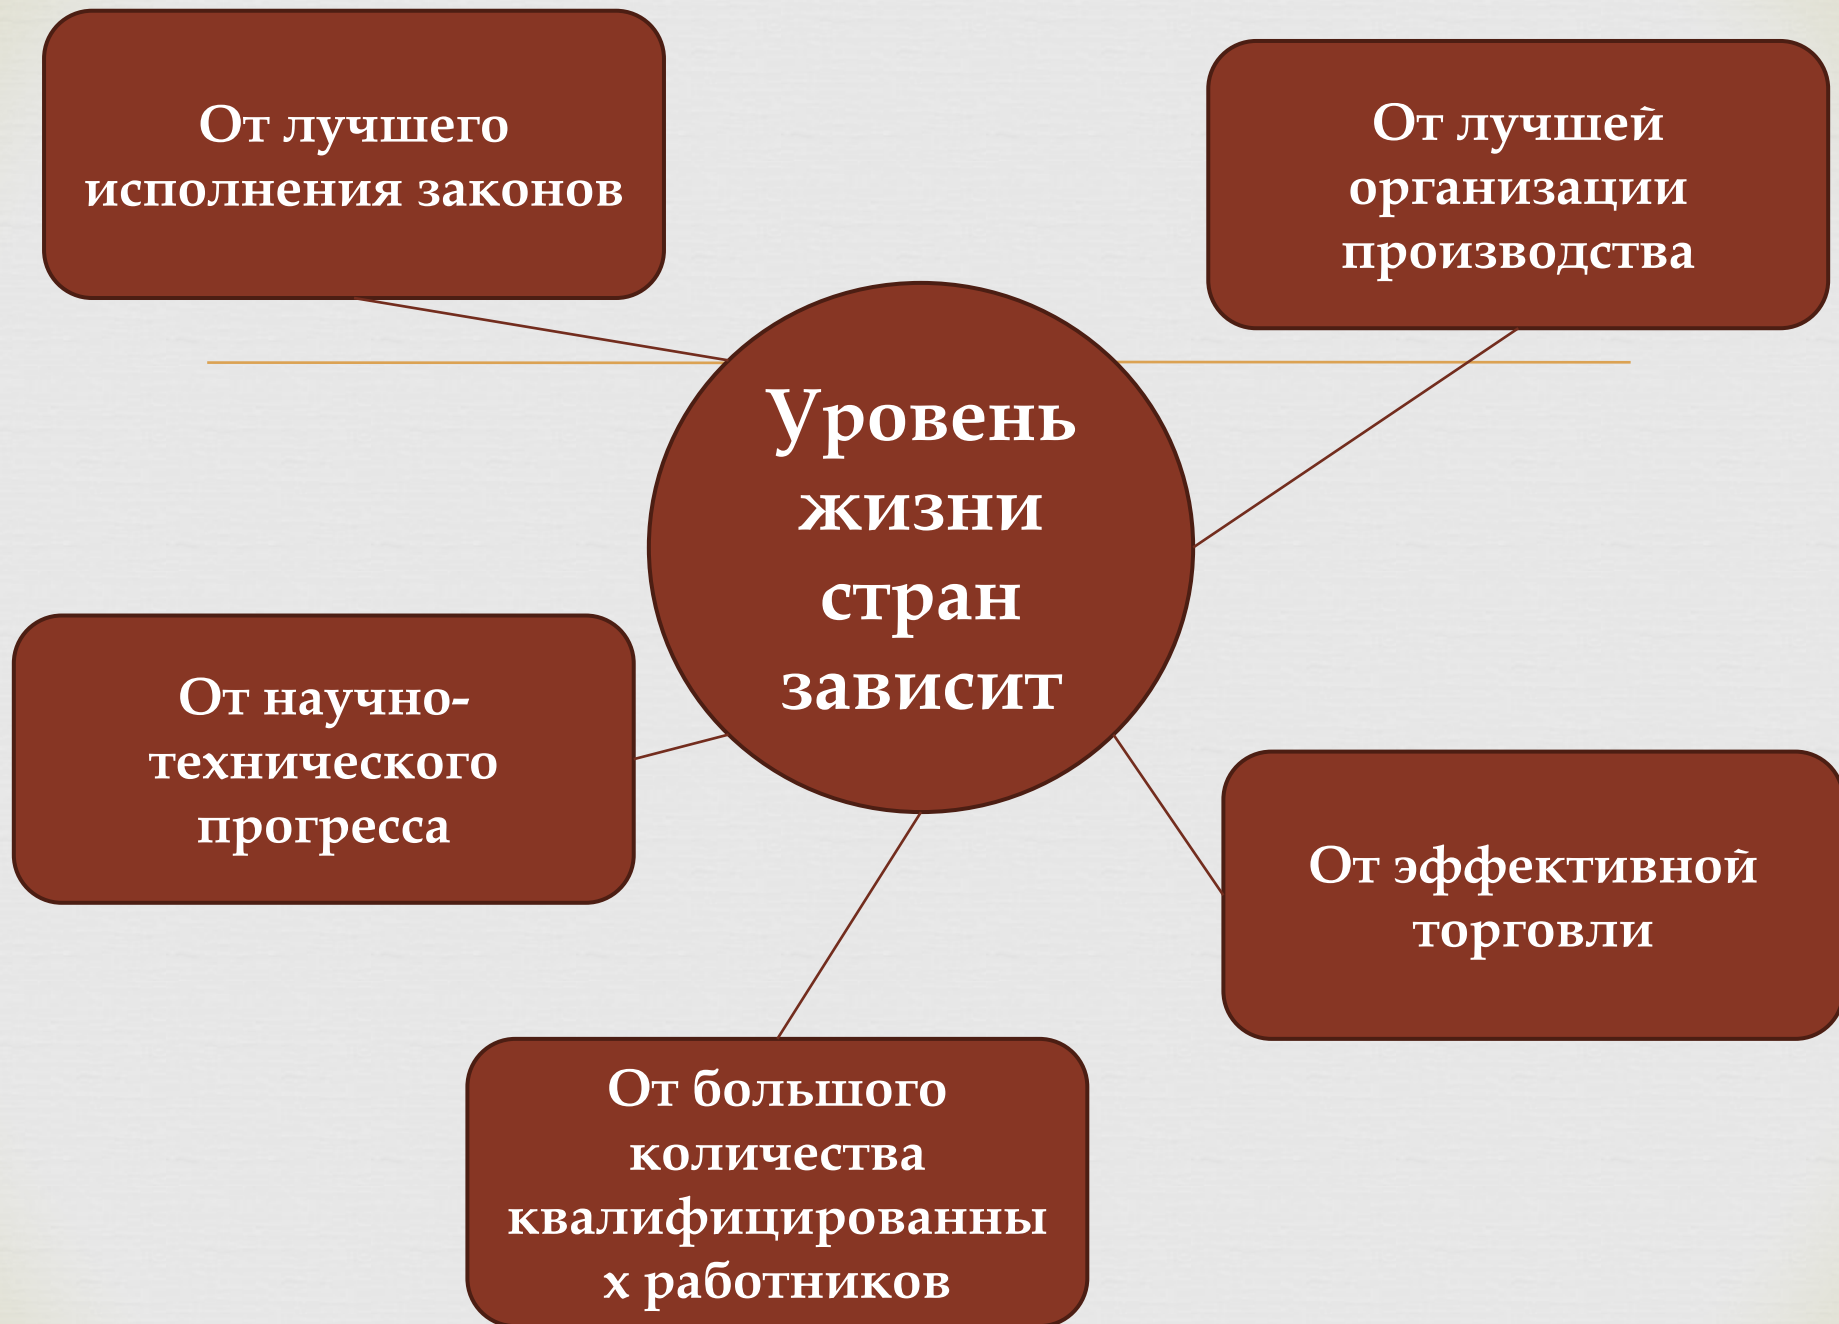 От лучшего
исполнения законов
От лучшей
организации
производства
Уровень
жизни
стран
зависит
От научно-
технического
прогресса
От эффективной
торговли
От большого
количества
квалифицированны
х работников